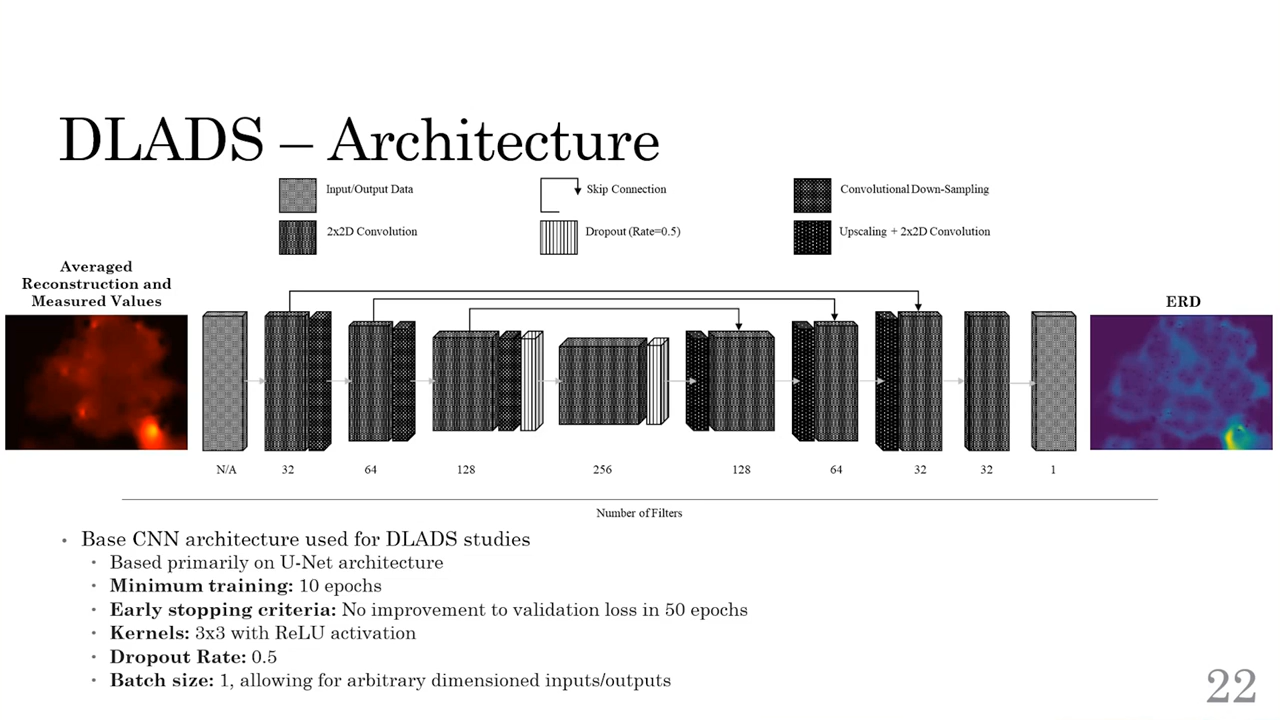 DLADS – Architecture
Input/Output Data
Skip Connection
Convolutional Down-Sampling
2x2D Convolution
Dropout (Rate=0.5)
Upscaling + 2x2D Convolution
Averaged
Reconstruction and
Measured Values
ERD
N/A 32 64 128 256 128 64 32 32 1
Number of Filters
• Base CNN architecture used for DLADS studies
• Based primarily on U-Net architecture
• Minimum training: 10 epochs
• Early stopping criteria: No improvement to validation loss in 50 epochs
• Kernels: 3x3 with ReLU activation
• Dropout Rate: 0.5
• Batch size: 1, allowing for arbitrary dimensioned inputs/outputs
22